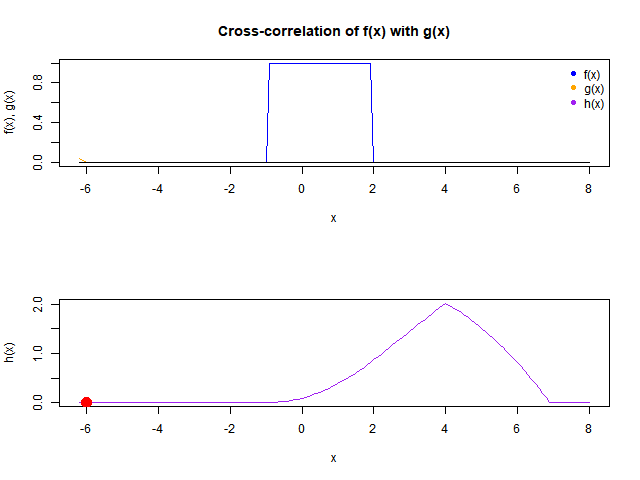 Cross-correlation of f(x) with g(x)
f(x), g(x)
0.0 0.4 0.8
f(x)
g(x)
h(x)
-6 -4 -2 0 2 4 6 8
x
h(x)
0.0 1.0 2.0
-6 -4 -2 0 2 4 6 8
x